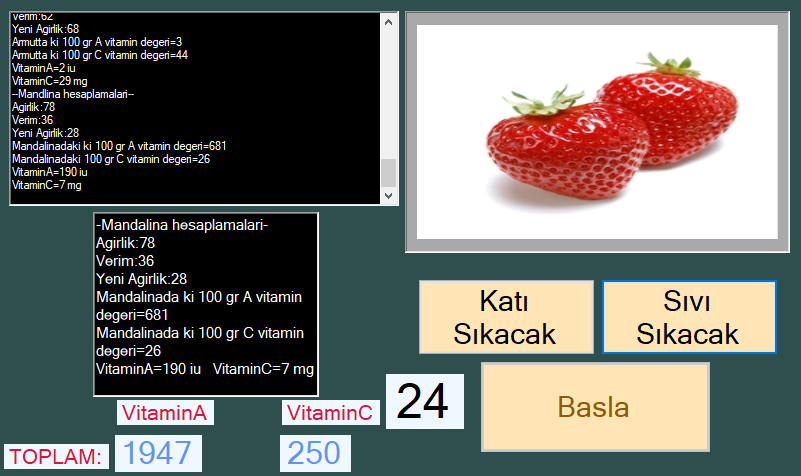 Verim:62
Yeni Agirlik:68
Armutta ki 100 gr A vitamin degeri=3
Armutta ki 100 gr C vitamin degeri=44
VitaminA=2 iu
VitaminC=29 mg
--Mandlina hesaplamalari--
Agirlik:78
Verim:36
Yeni Agirlik:28
Mandalinadaki ki 100 gr A vitamin degeri=681
Mandalinadaki 100 gr C vitamin degeri=26
VitaminA=190 iu
VitaminC=7 mg
-Mandalina hesaplamalari-
Agirlik:78
Verim:36
Yeni Agirlik:28
Mandalinada ki 100 gr A vitamin
degeri=681
Mandalinada ki 100 gr C vitamin
degeri=26
VitaminA=190 iu VitaminC=7 mg
Katı
Sıkacak
Sıvı
Sıkacak
VitaminA
VitaminC
24
Basla
TOPLAM:
1947
250